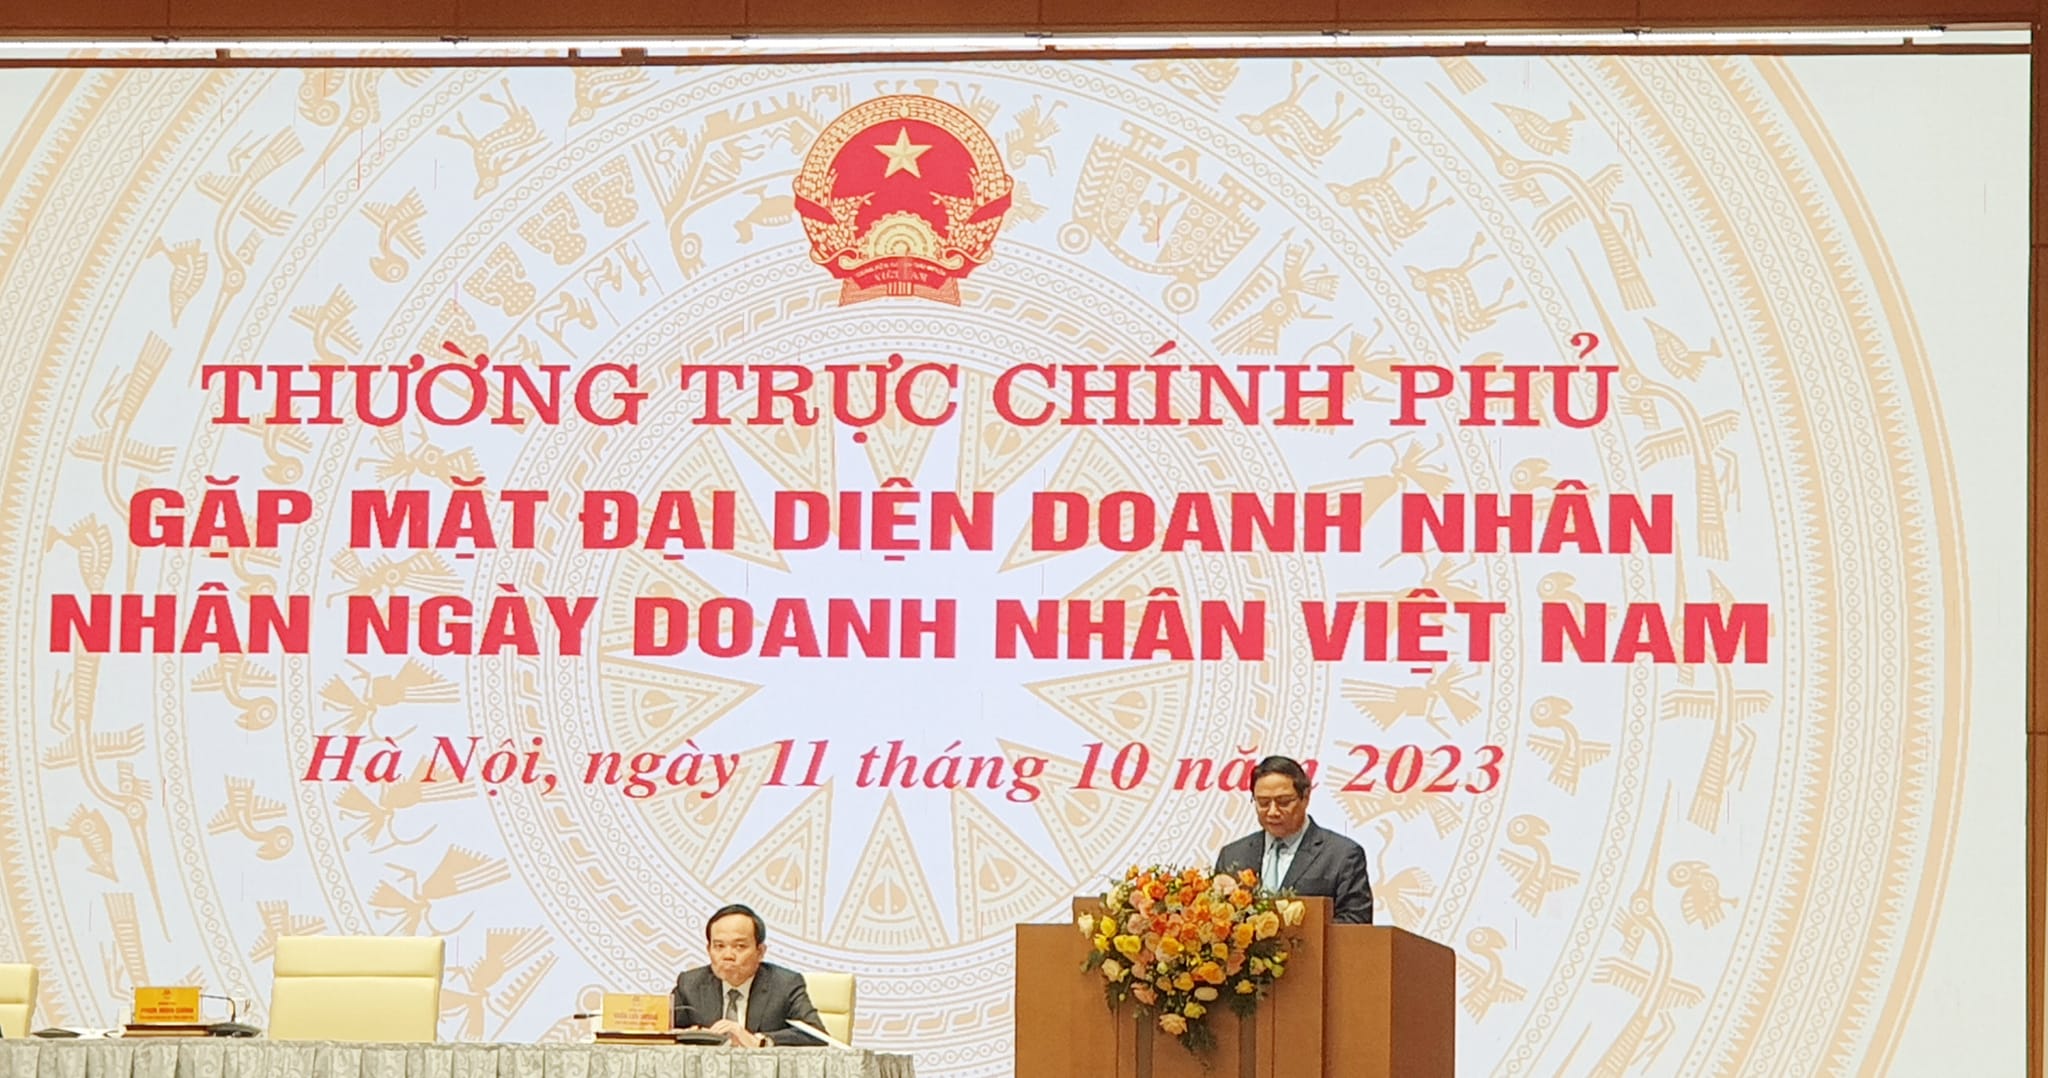 THƯỜNG TRỰC CHÍNH PHỦ
GẶP MẶT ĐẠI DIỆN DOANH NHÂN
NHÂN NGÀY DOANH NHÂN VIỆT NAM
Hà Nội, ngày 11 tháng 10 năm 2023